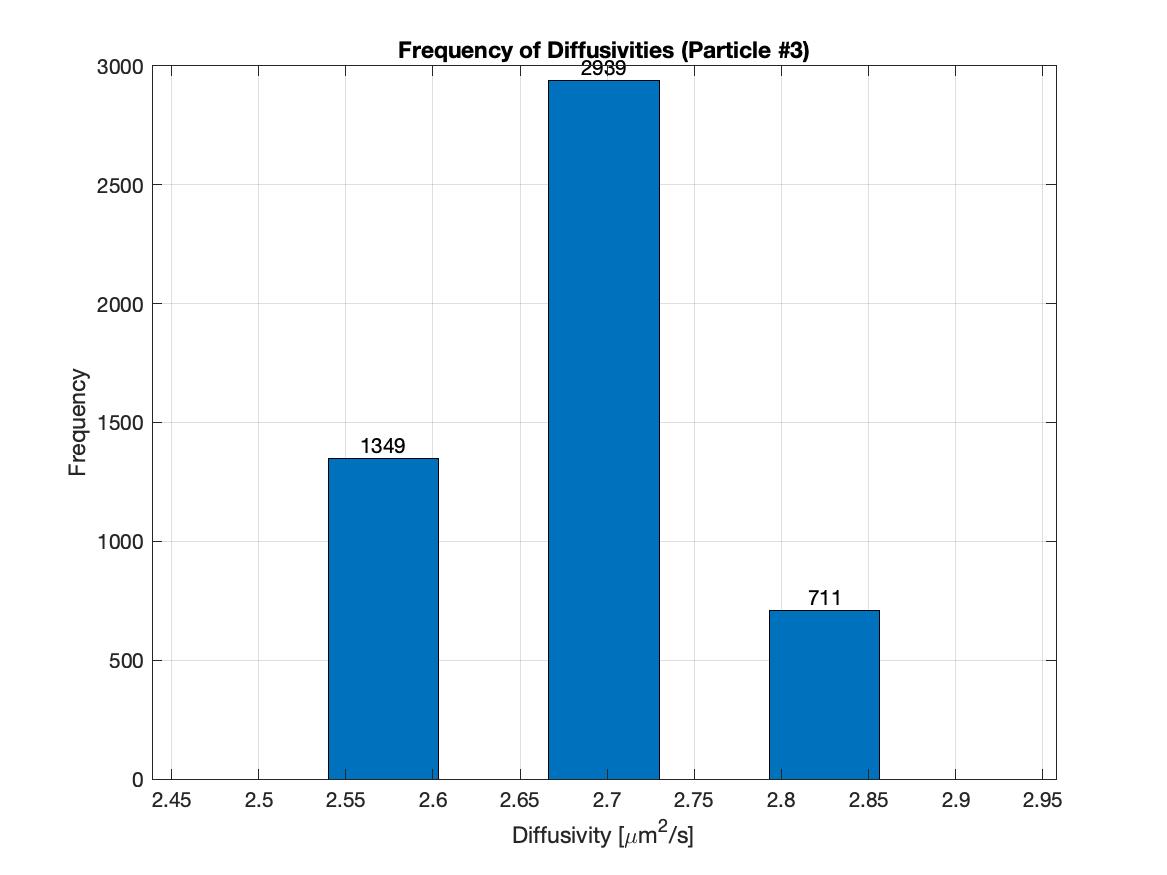 Frequency of Diffusivities (Particle #3)
3000
2939
2500
2000
1500
1349
1000
711
500
0
Frequency
2.45 2.5 2.55 2.6 2.65 2.7 2.75 2.8 2.85 2.9 2.95
Diffusivity [μm²/s]